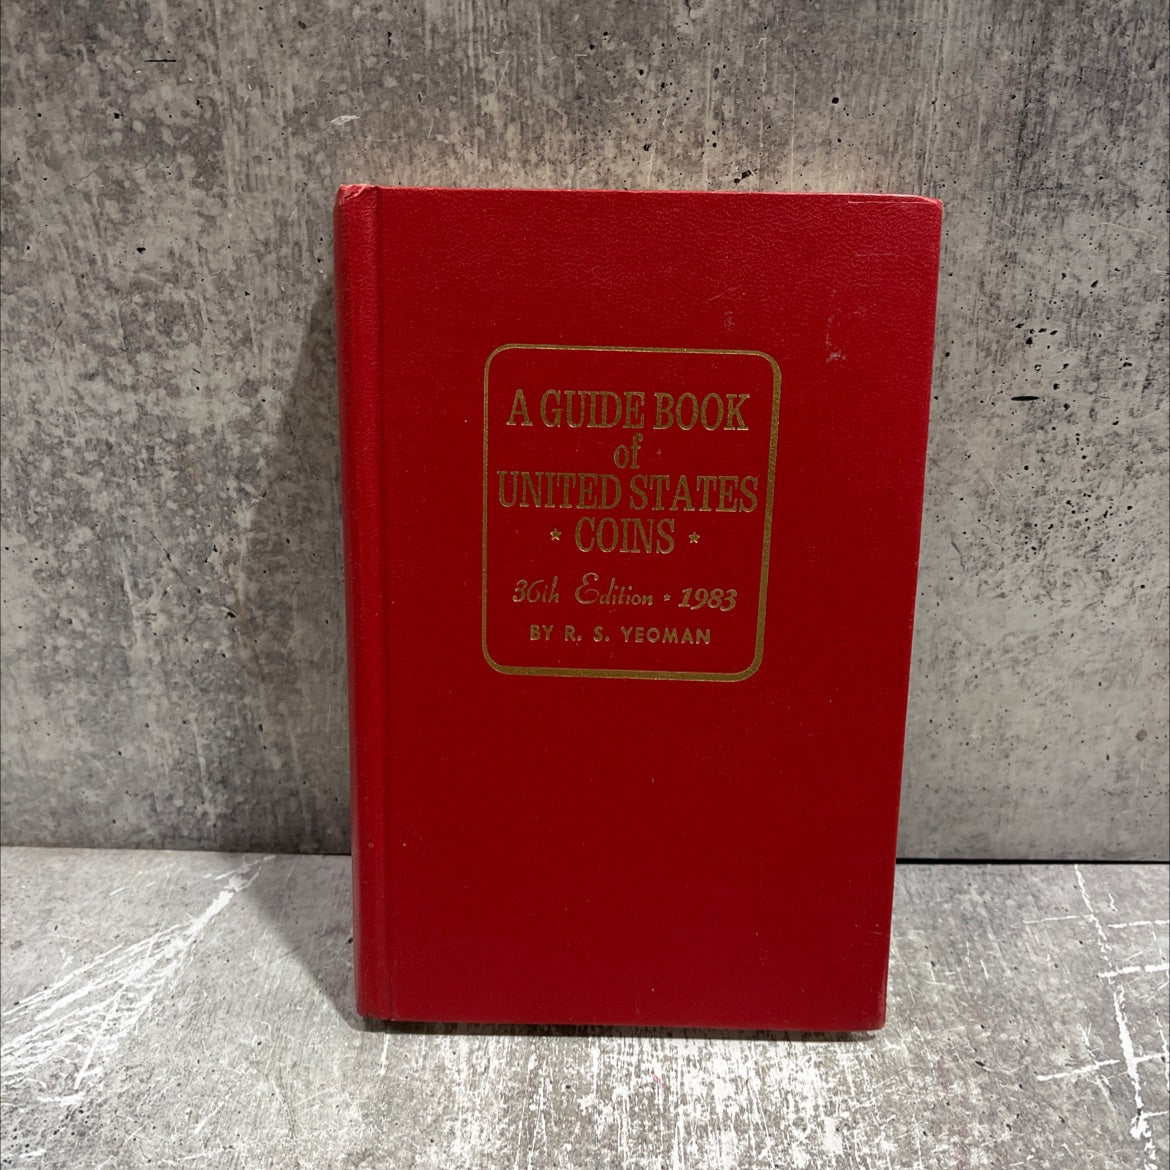 A GUIDE BOOK
of
UNITED STATES
* COINS *
36th Edition * 1983
BY R. S. YEOMAN